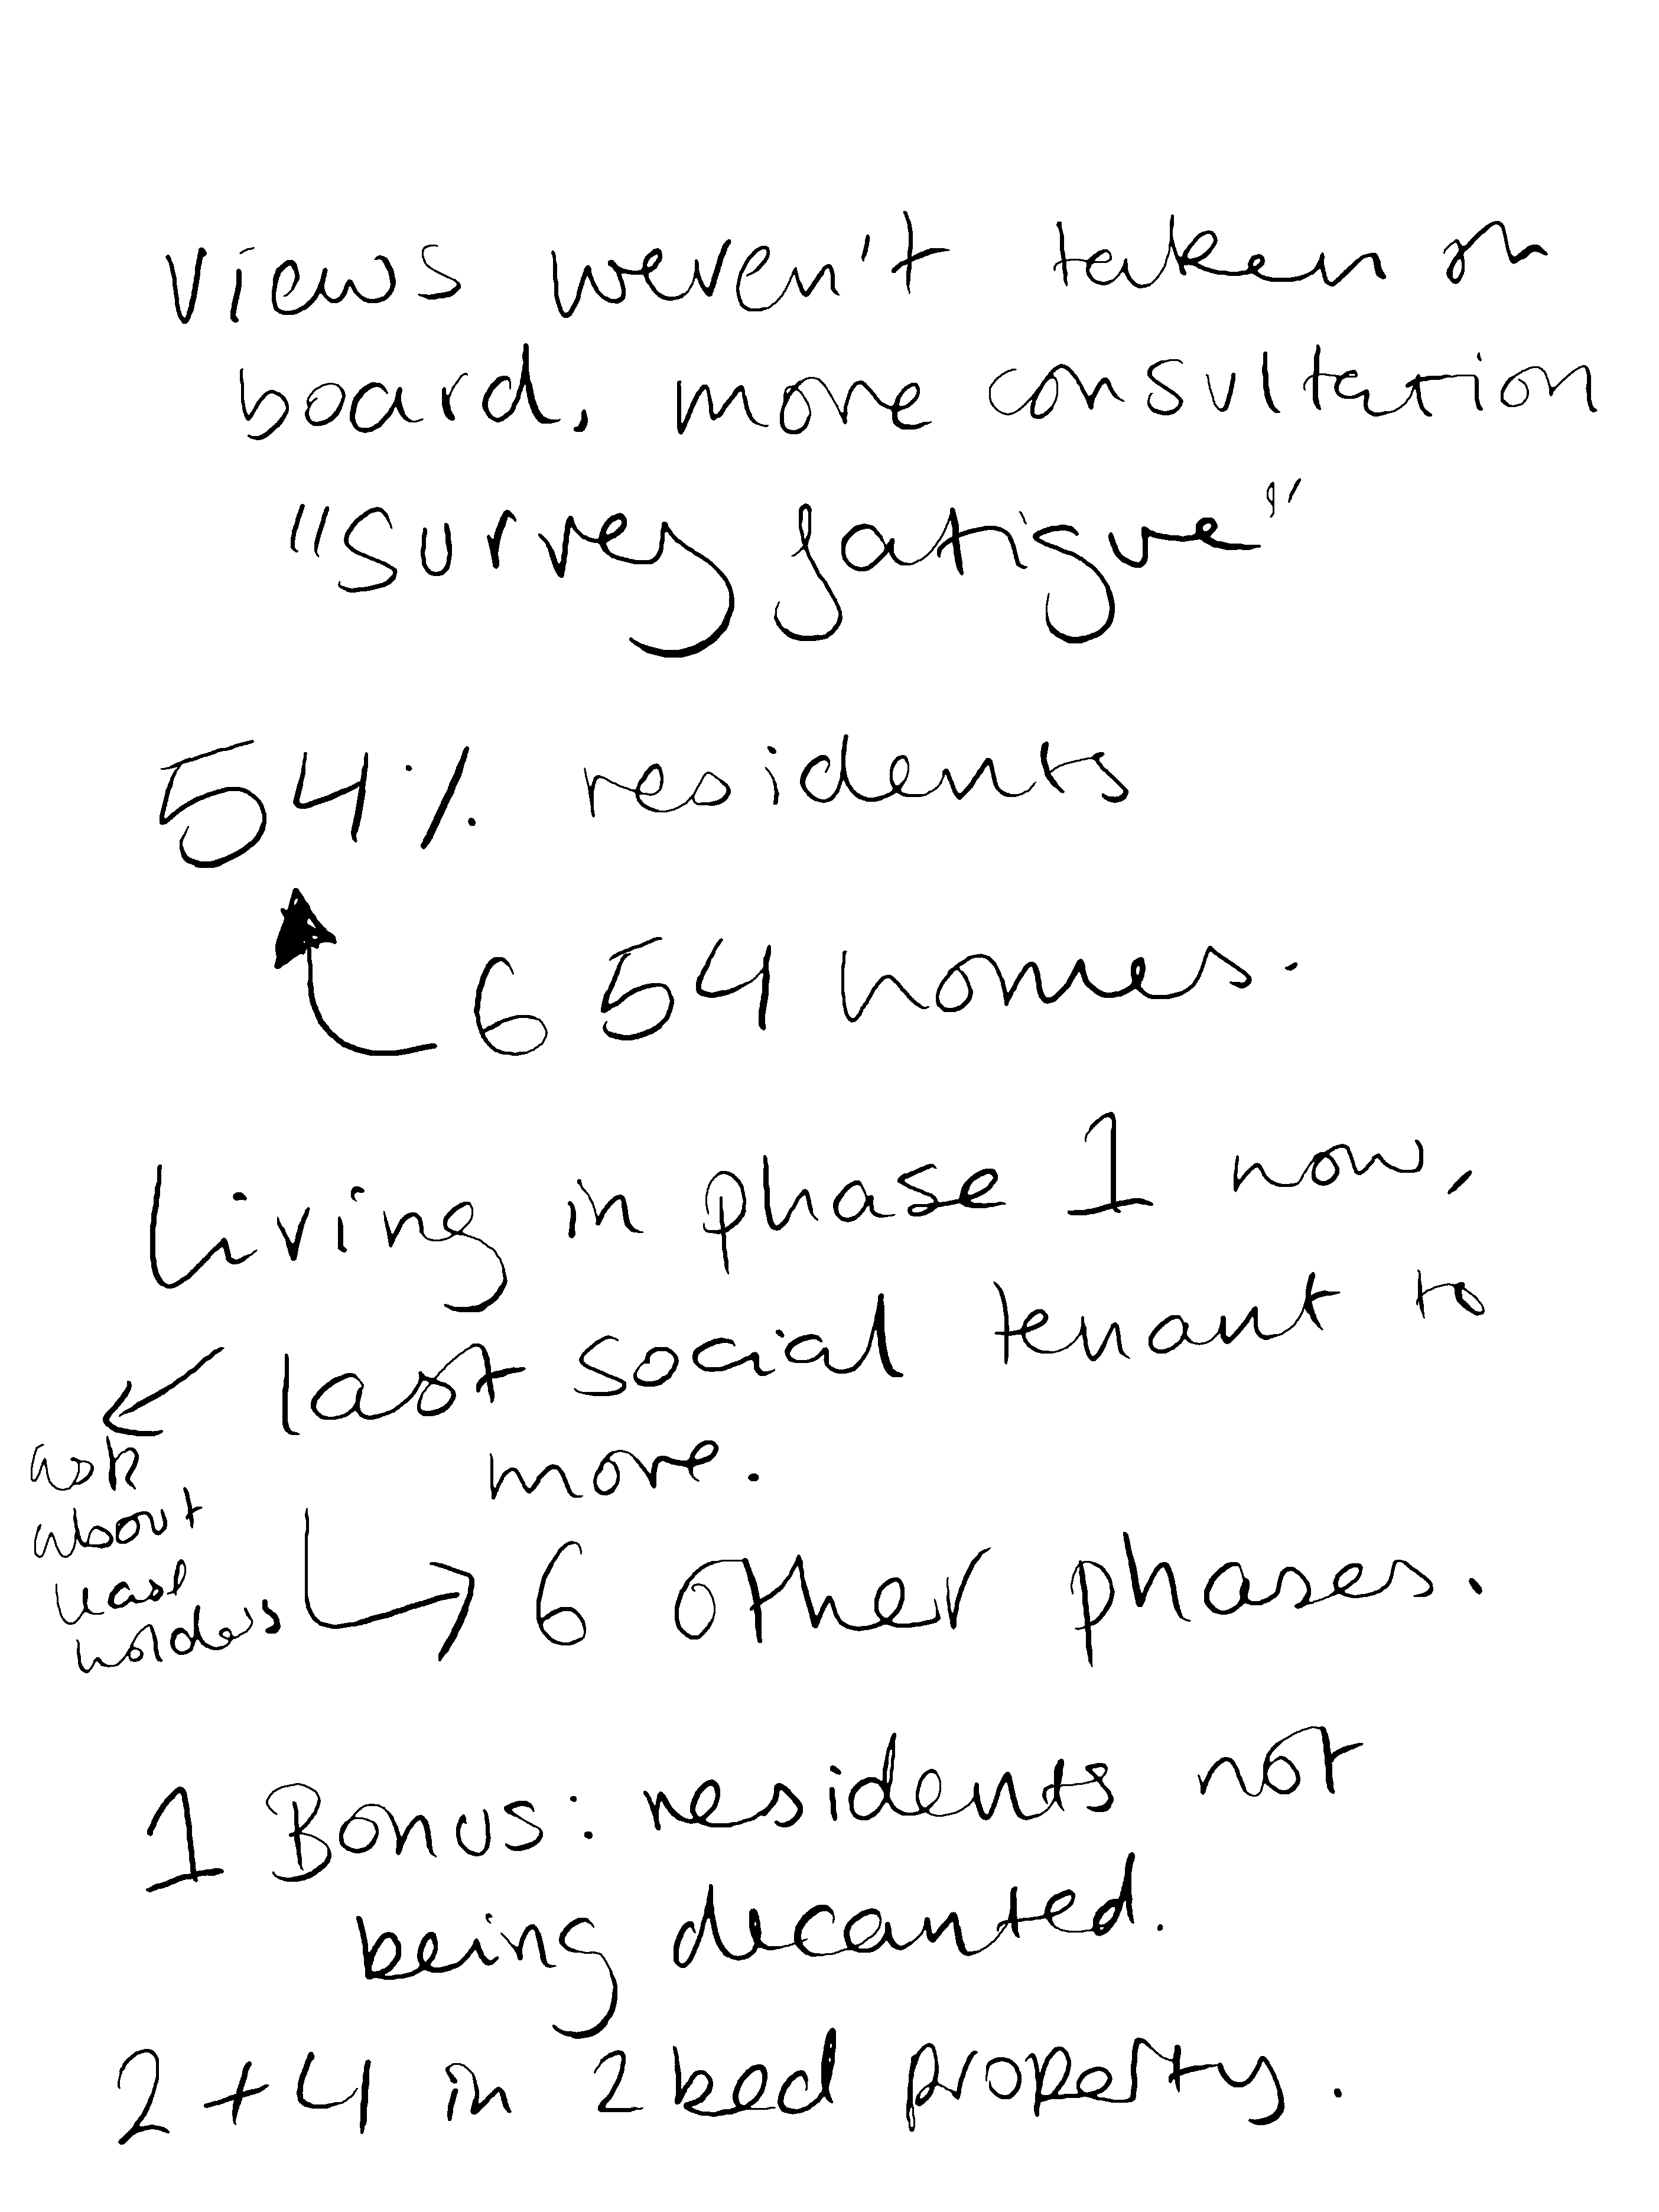 Views weren't taken on
board, more consultation
"Survey fatigue"
54% residents
654 homes.
Living in phase 1 now,
last social tenant to
move.
ask
about
lease
holders
6 other phases.
1 Bonus: residents not
being decanted.
2+4 in 2 bed property.